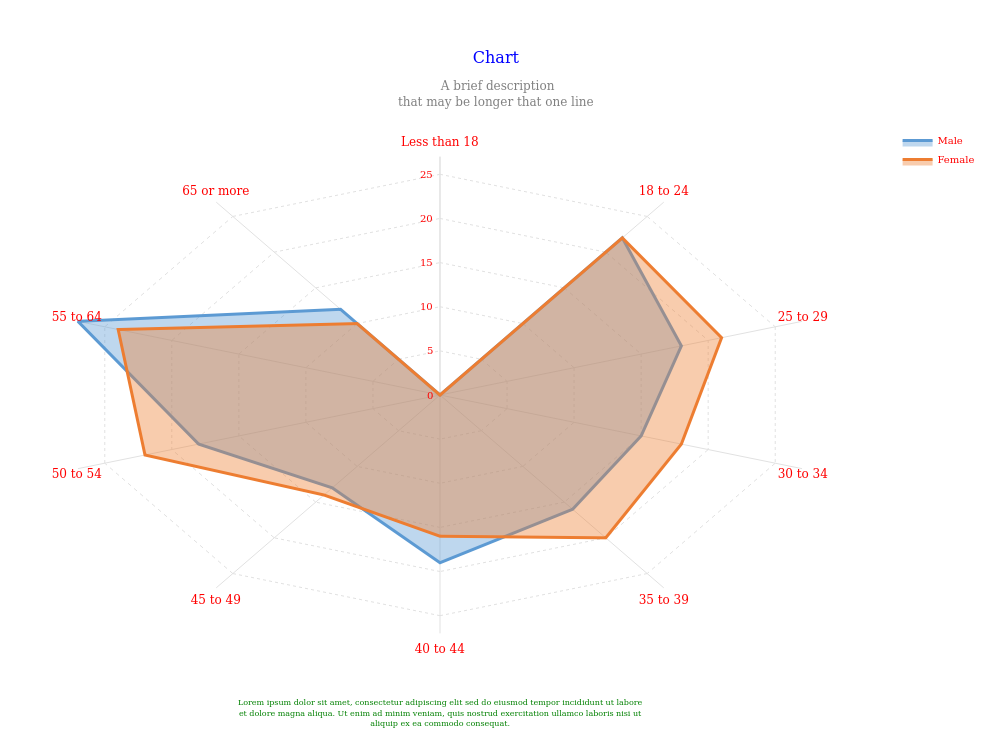 Chart
A brief description
that may be longer that one line
Male
Female
Less than 18
18 to 24
25 to 29
30 to 34
35 to 39
40 to 44
45 to 49
50 to 54
55 to 64
65 or more
25
20
15
10
5
0
Lorem ipsum dolor sit amet, consectetur adipiscing elit sed do eiusmod tempor incididunt ut labore
et dolore magna aliqua. Ut enim ad minim veniam, quis nostrud exercitation ullamco laboris nisi ut
aliquip ex ea commodo consequat.